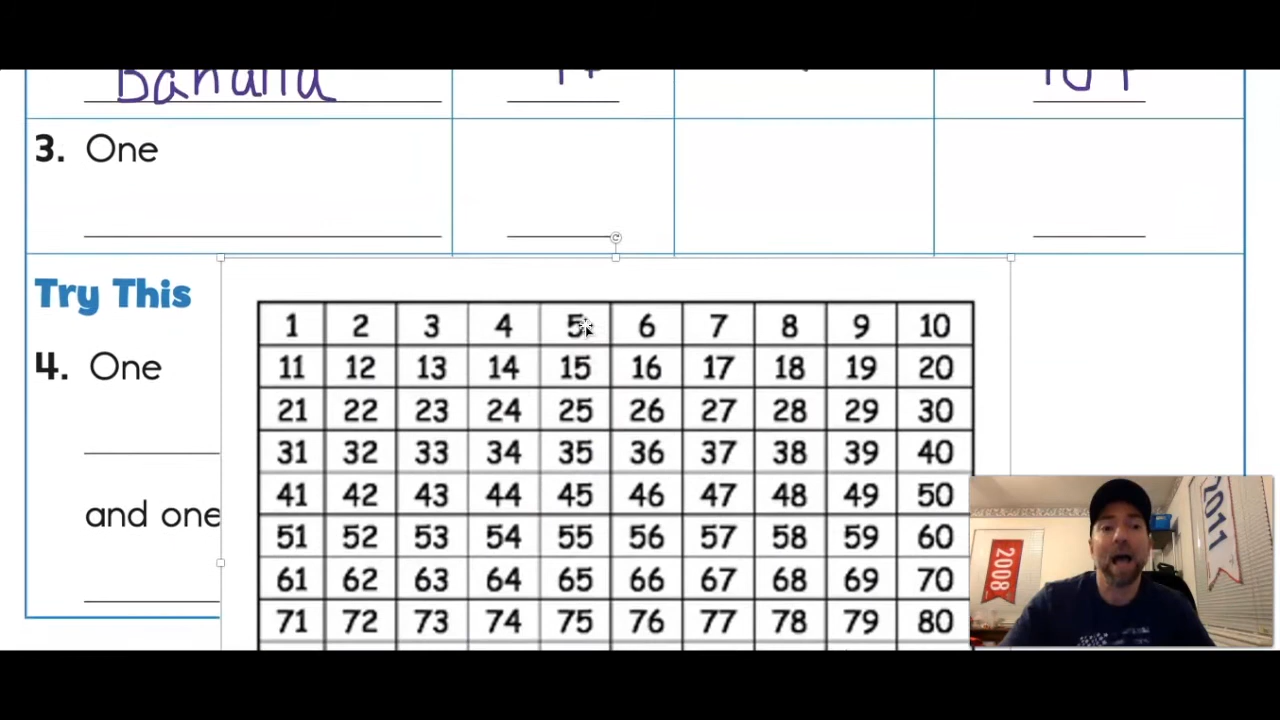 Banana
3. One
Try This
4. One
and one
1 2 3 4 5 6 7 8 9 10
11 12 13 14 15 16 17 18 19 20
21 22 23 24 25 26 27 28 29 30
31 32 33 34 35 36 37 38 39 40
41 42 43 44 45 46 47 48 49 50
51 52 53 54 55 56 57 58 59 60
61 62 63 64 65 66 67 68 69 70
71 72 73 74 75 76 77 78 79 80
2008
2011